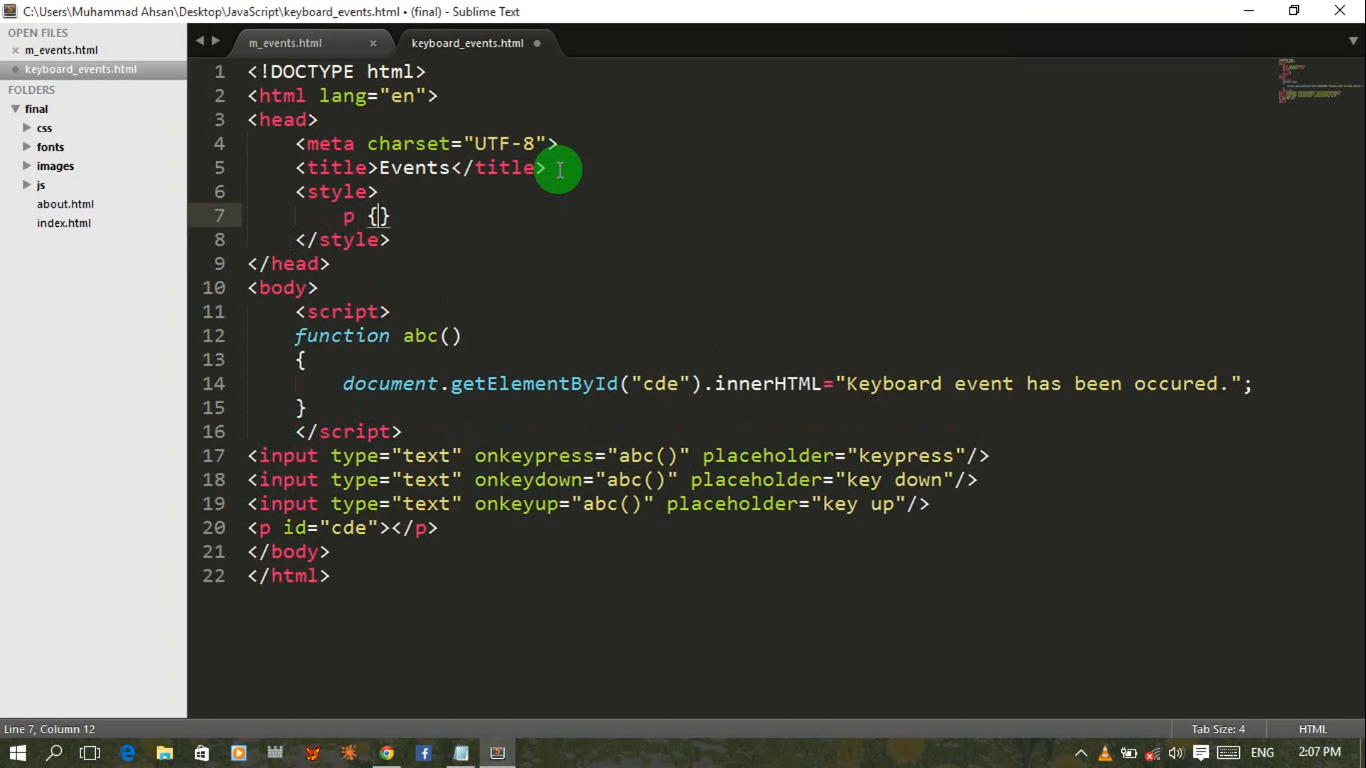 C:\Users\Muhammad Ahsan\Desktop\JavaScript\keyboard_events.html • (final) - Sublime Text
OPEN FILES
m_events.html
keyboard_events.html
FOLDERS
final
css
fonts
images
js
about.html
index.html
m_events.html
keyboard_events.html
1 <!DOCTYPE html>
2 <html lang="en">
3 <head>
4 <meta charset="UTF-8">
5 <title>Events</title>
6 <style>
7 p {}
8 </style>
9 </head>
10 <body>
11 <script>
12 function abc()
13 {
14 document.getElementById("cde").innerHTML="Keyboard event has been occured.";
15 }
16 </script>
17 <input type="text" onkeypress="abc()" placeholder="keypress"/>
18 <input type="text" onkeydown="abc()" placeholder="key down"/>
19 <input type="text" onkeyup="abc()" placeholder="key up"/>
20 <p id="cde"></p>
21 </body>
22 </html>
Line 7, Column 12
Tab Size: 4
HTML
ENG
2:07 PM